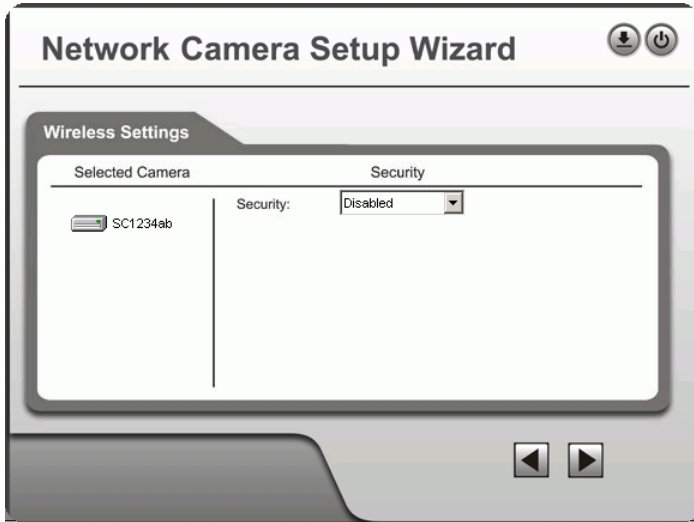 Network Camera Setup Wizard
Wireless Settings
Selected Camera
Security
SC1234ab
Security:
Disabled